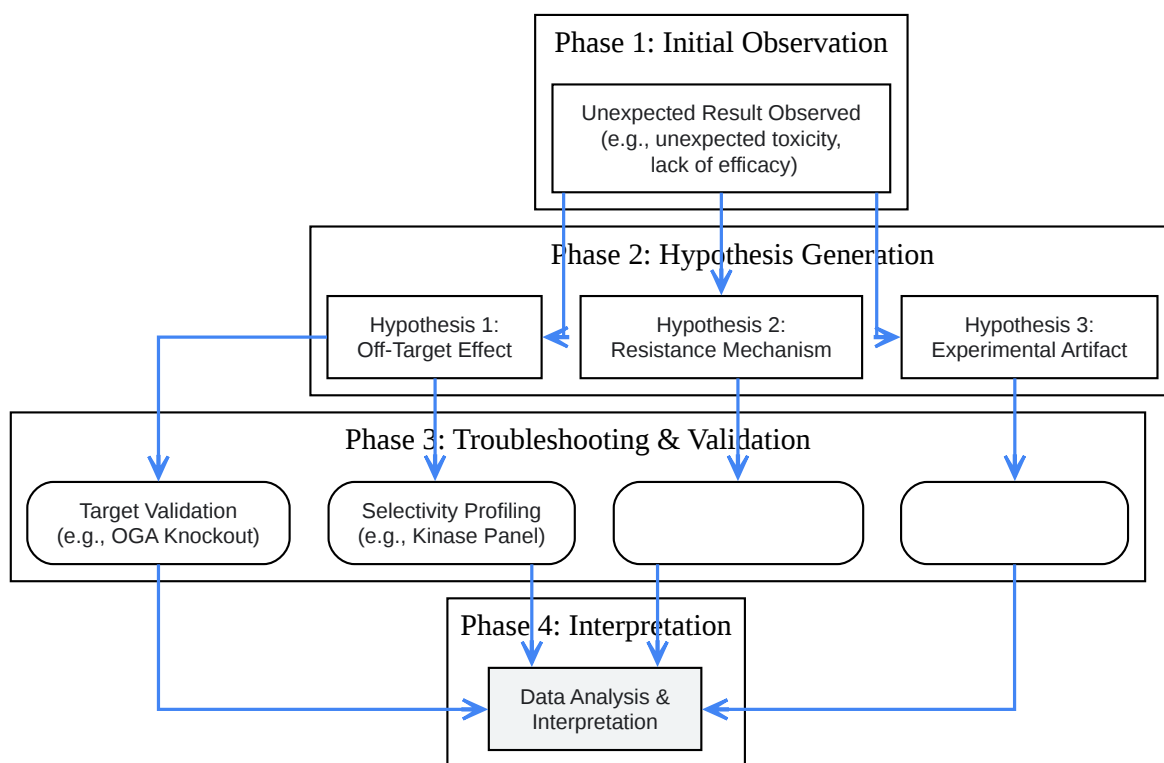 Phase 1: Initial Observation
Unexpected Result Observed
(e.g., unexpected toxicity,
lack of efficacy)
Phase 2: Hypothesis Generation
Hypothesis 1:
Off-Target Effect
Hypothesis 2:
Resistance Mechanism
Hypothesis 3:
Experimental Artifact
Phase 3: Troubleshooting & Validation
Target Validation
(e.g., OGA Knockout)
Selectivity Profiling
(e.g., Kinase Panel)
Phase 4: Interpretation
Data Analysis &
Interpretation